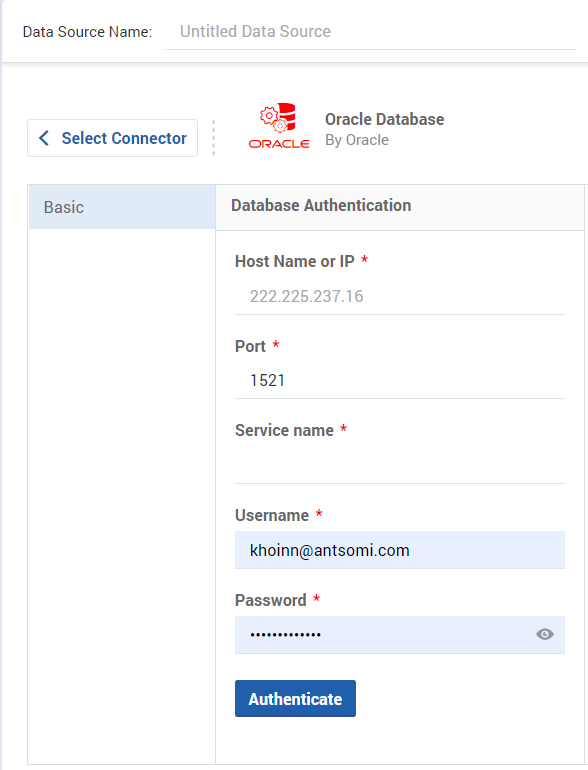 Data Source Name: Untitled Data Source
Select Connector
ORACLE
Oracle Database
By Oracle
Basic
Database Authentication
Host Name or IP *
222.225.237.16
Port *
1521
Service name *
Username *
khoinn@antsomi.com
Password *
•••••••••••••
Authenticate